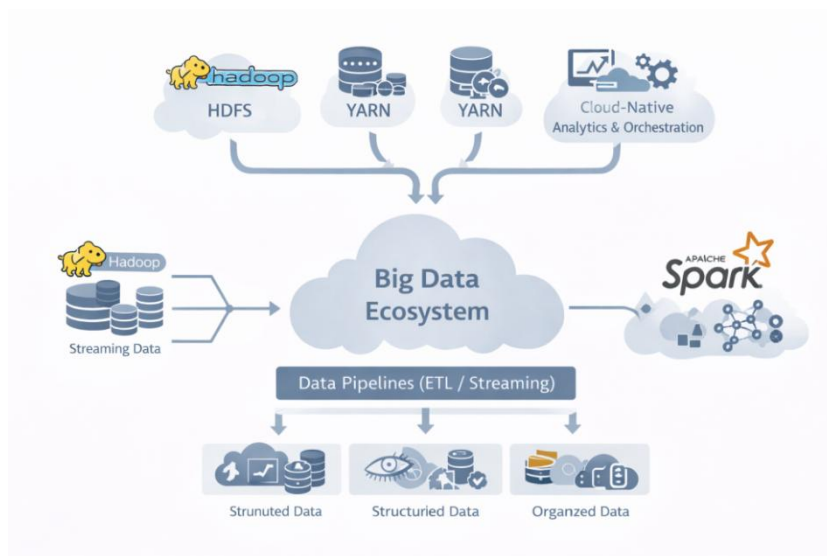 hadoop
HDFS
YARN
YARN
Cloud-Native
Analytics & Orchestration
Hadoop
Streaming Data
Big Data
Ecosystem
APALCHE
Spark
Data Pipelines (ETL / Streaming)
Strunuted Data
Structuried Data
Organzed Data